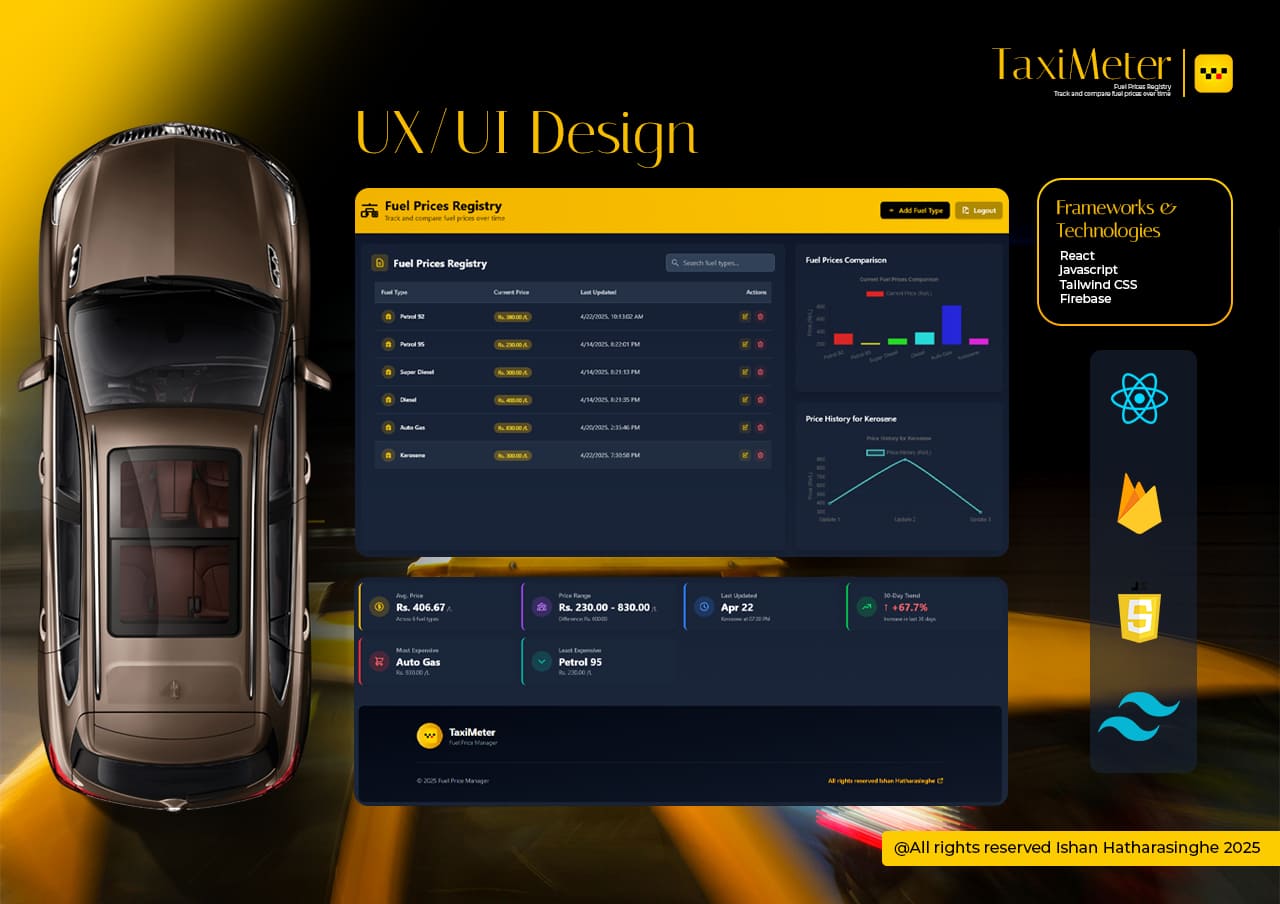 TaxiMeter
Fuel Prices Registry
Track and compare fuel prices over time
UX/UI Design
Fuel Prices Registry
Track and compare fuel prices over time
+ Add Fuel Type
Logout
Fuel Prices Registry
Search fuel types...
Fuel Type Current Price Last Updated Actions
Petrol 92 Rs. 380.00 /L 4/22/2025, 10:13:02 AM
Petrol 95 Rs. 230.00 /L 4/14/2025, 8:22:01 PM
Super Diesel Rs. 300.00 /L 4/14/2025, 8:21:13 PM
Diesel Rs. 400.00 /L 4/14/2025, 8:21:35 PM
Auto Gas Rs. 830.00 /L 4/20/2025, 2:35:46 PM
Kerosene Rs. 300.00 /L 4/22/2025, 7:30:58 PM
Fuel Prices Comparison
Current Fuel Prices Comparison
Current Price (Rs/L)
Price (Rs/L)
800
600
400
200
Petrol 92 Petrol 95 Super Diesel Diesel Auto Gas Kerosene
Price History for Kerosene
Price History for Kerosene
Price History (Rs/L)
Price (Rs/L)
900
800
700
600
500
400
300
Update 1 Update 2 Update 3
Avg. Price
Rs. 406.67 /L
Across 6 fuel types
Price Range
Rs. 230.00 - 830.00 /L
Difference: Rs. 600.00
Last Updated
Apr 22
Kerosene at 07:30 PM
30-Day Trend
↑ +67.7%
Increase in last 30 days
Most Expensive
Auto Gas
Rs. 830.00 /L
Least Expensive
Petrol 95
Rs. 230.00 /L
TaxiMeter
Fuel Price Manager
© 2025 Fuel Price Manager
All rights reserved Ishan Hatharasinghe
Frameworks &
Technologies
React
Javascript
Tailwind CSS
Firebase
JS
5
@All rights reserved Ishan Hatharasinghe 2025